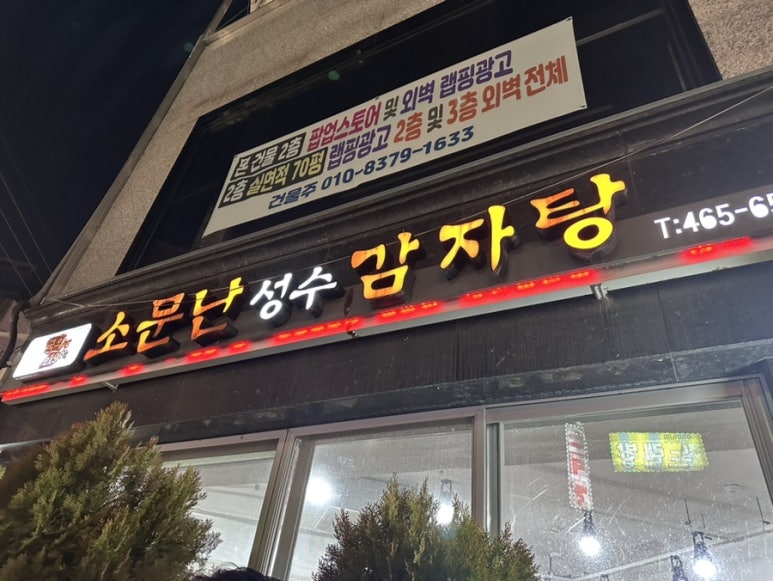 본 건물 2층 팝업스토어 및 외벽 랩핑광고
2층 실면적 70평 랩핑광고 2층 및 3층 외벽 전체
건물주 010-8379-1633
소문난 성수 감자탕
T:465-65